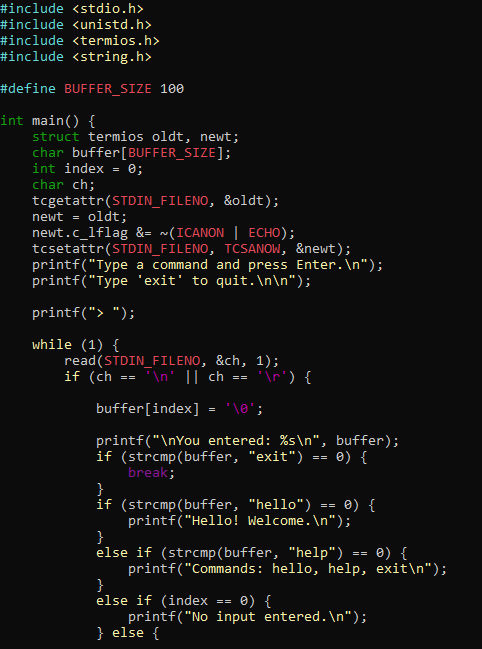 #include <stdio.h>
#include <unistd.h>
#include <termios.h>
#include <string.h>

#define BUFFER_SIZE 100

int main() {
    struct termios oldt, newt;
    char buffer[BUFFER_SIZE];
    int index = 0;
    char ch;
    tcgetattr(STDIN_FILENO, &oldt);
    newt = oldt;
    newt.c_lflag &= ~(ICANON | ECHO);
    tcsetattr(STDIN_FILENO, TCSANOW, &newt);
    printf("Type a command and press Enter.\n");
    printf("Type 'exit' to quit.\n\n");

    printf("> ");

    while (1) {
        read(STDIN_FILENO, &ch, 1);
        if (ch == '\n' || ch == '\r') {

            buffer[index] = '\0';

            printf("\nYou entered: %s\n", buffer);
            if (strcmp(buffer, "exit") == 0) {
                break;
            }
            if (strcmp(buffer, "hello") == 0) {
                printf("Hello! Welcome.\n");
            }
            else if (strcmp(buffer, "help") == 0) {
                printf("Commands: hello, help, exit\n");
            }
            else if (index == 0) {
                printf("No input entered.\n");
            } else {